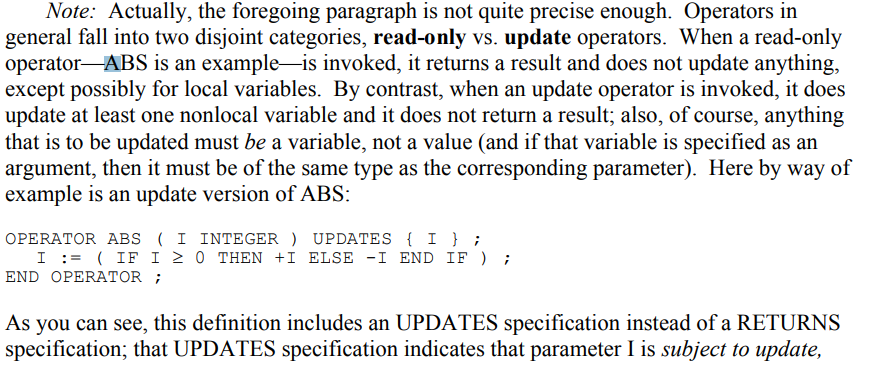 Note: Actually, the foregoing paragraph is not quite precise enough. Operators in
general fall into two disjoint categories, read-only vs. update operators. When a read-only
operator—ABS is an example—is invoked, it returns a result and does not update anything,
except possibly for local variables. By contrast, when an update operator is invoked, it does
update at least one nonlocal variable and it does not return a result; also, of course, anything
that is to be updated must be a variable, not a value (and if that variable is specified as an
argument, then it must be of the same type as the corresponding parameter). Here by way of
example is an update version of ABS:
OPERATOR ABS ( I INTEGER ) UPDATES { I } ;
I := ( IF I ≥ 0 THEN +I ELSE -I END IF ) ;
END OPERATOR ;
As you can see, this definition includes an UPDATES specification instead of a RETURNS
specification; that UPDATES specification indicates that parameter I is subject to update,